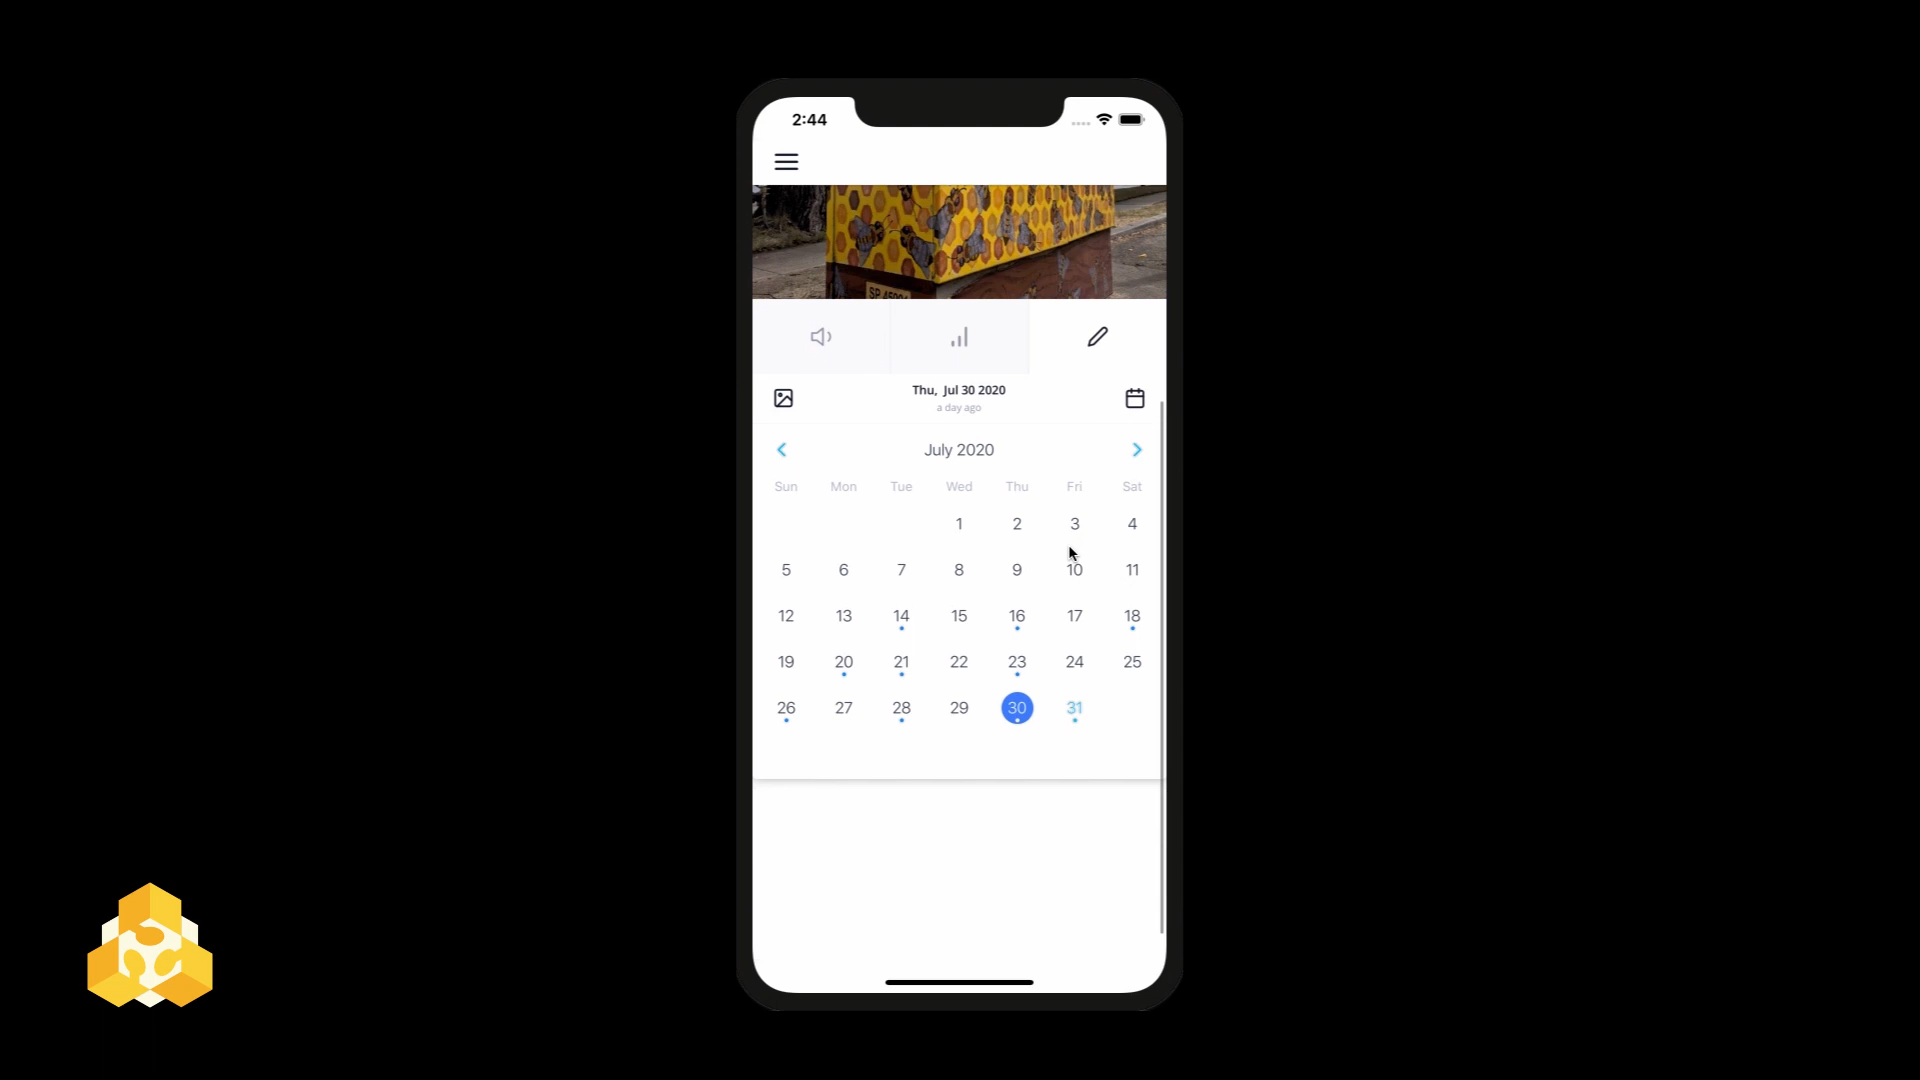 2:44
Thu, Jul 30 2020
a day ago
July 2020
Sun Mon Tue Wed Thu Fri Sat
1 2 3 4
5 6 7 8 9 10 11
12 13 14 15 16 17 18
19 20 21 22 23 24 25
26 27 28 29 30 31